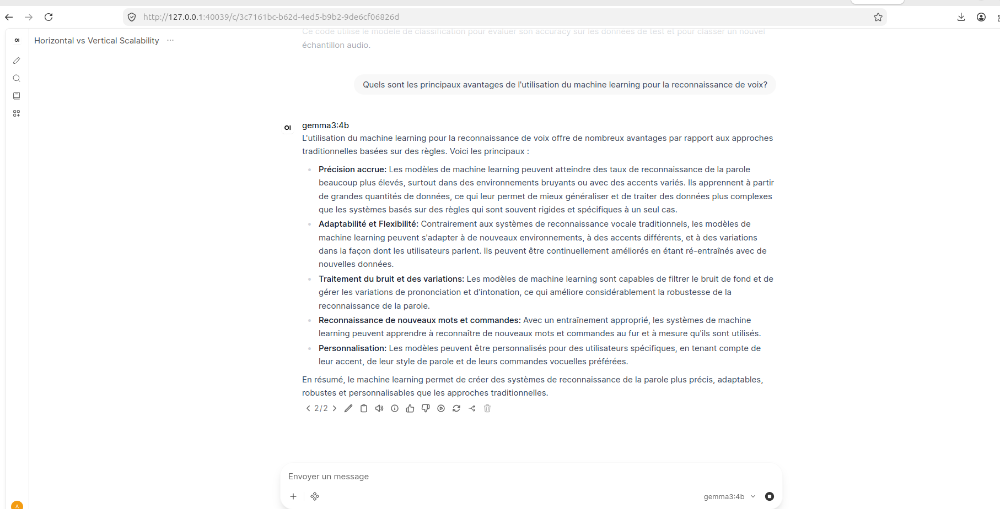 http://127.0.0.1:40039/c/3c7161bc-b62d-4ed5-b9b2-9de6cf06826d
OI
Horizontal vs Vertical Scalability ···
Ce code utilise le modèle de classification pour évaluer son accuracy sur les données de test et pour classer un nouvel
échantillon audio.
Quels sont les principaux avantages de l'utilisation du machine learning pour la reconnaissance de voix?
OI
gemma3:4b
L'utilisation du machine learning pour la reconnaissance de voix offre de nombreux avantages par rapport aux approches
traditionnelles basées sur des règles. Voici les principaux :
Précision accrue: Les modèles de machine learning peuvent atteindre des taux de reconnaissance de la parole
beaucoup plus élevés, surtout dans des environnements bruyants ou avec des accents variés. Ils apprennent à partir
de grandes quantités de données, ce qui leur permet de mieux généraliser et de traiter des données plus complexes
que les systèmes basés sur des règles qui sont souvent rigides et spécifiques à un seul cas.
Adaptabilité et Flexibilité: Contrairement aux systèmes de reconnaissance vocale traditionnels, les modèles de
machine learning peuvent s'adapter à de nouveaux environnements, à des accents différents, et à des variations
dans la façon dont les utilisateurs parlent. Ils peuvent être continuellement améliorés en étant ré-entraînés avec de
nouvelles données.
Traitement du bruit et des variations: Les modèles de machine learning sont capables de filtrer le bruit de fond et de
gérer les variations de prononciation et d'intonation, ce qui améliore considérablement la robustesse de la
reconnaissance de la parole.
Reconnaissance de nouveaux mots et commandes: Avec un entraînement approprié, les systèmes de machine
learning peuvent apprendre à reconnaître de nouveaux mots et commandes au fur et à mesure qu'ils sont utilisés.
Personnalisation: Les modèles peuvent être personnalisés pour des utilisateurs spécifiques, en tenant compte de
leur accent, de leur style de parole et de leurs commandes vocuelles préférées.
En résumé, le machine learning permet de créer des systèmes de reconnaissance de la parole plus précis, adaptables,
robustes et personnalisables que les approches traditionnelles.
2/2
Envoyer un message
gemma3:4b
A